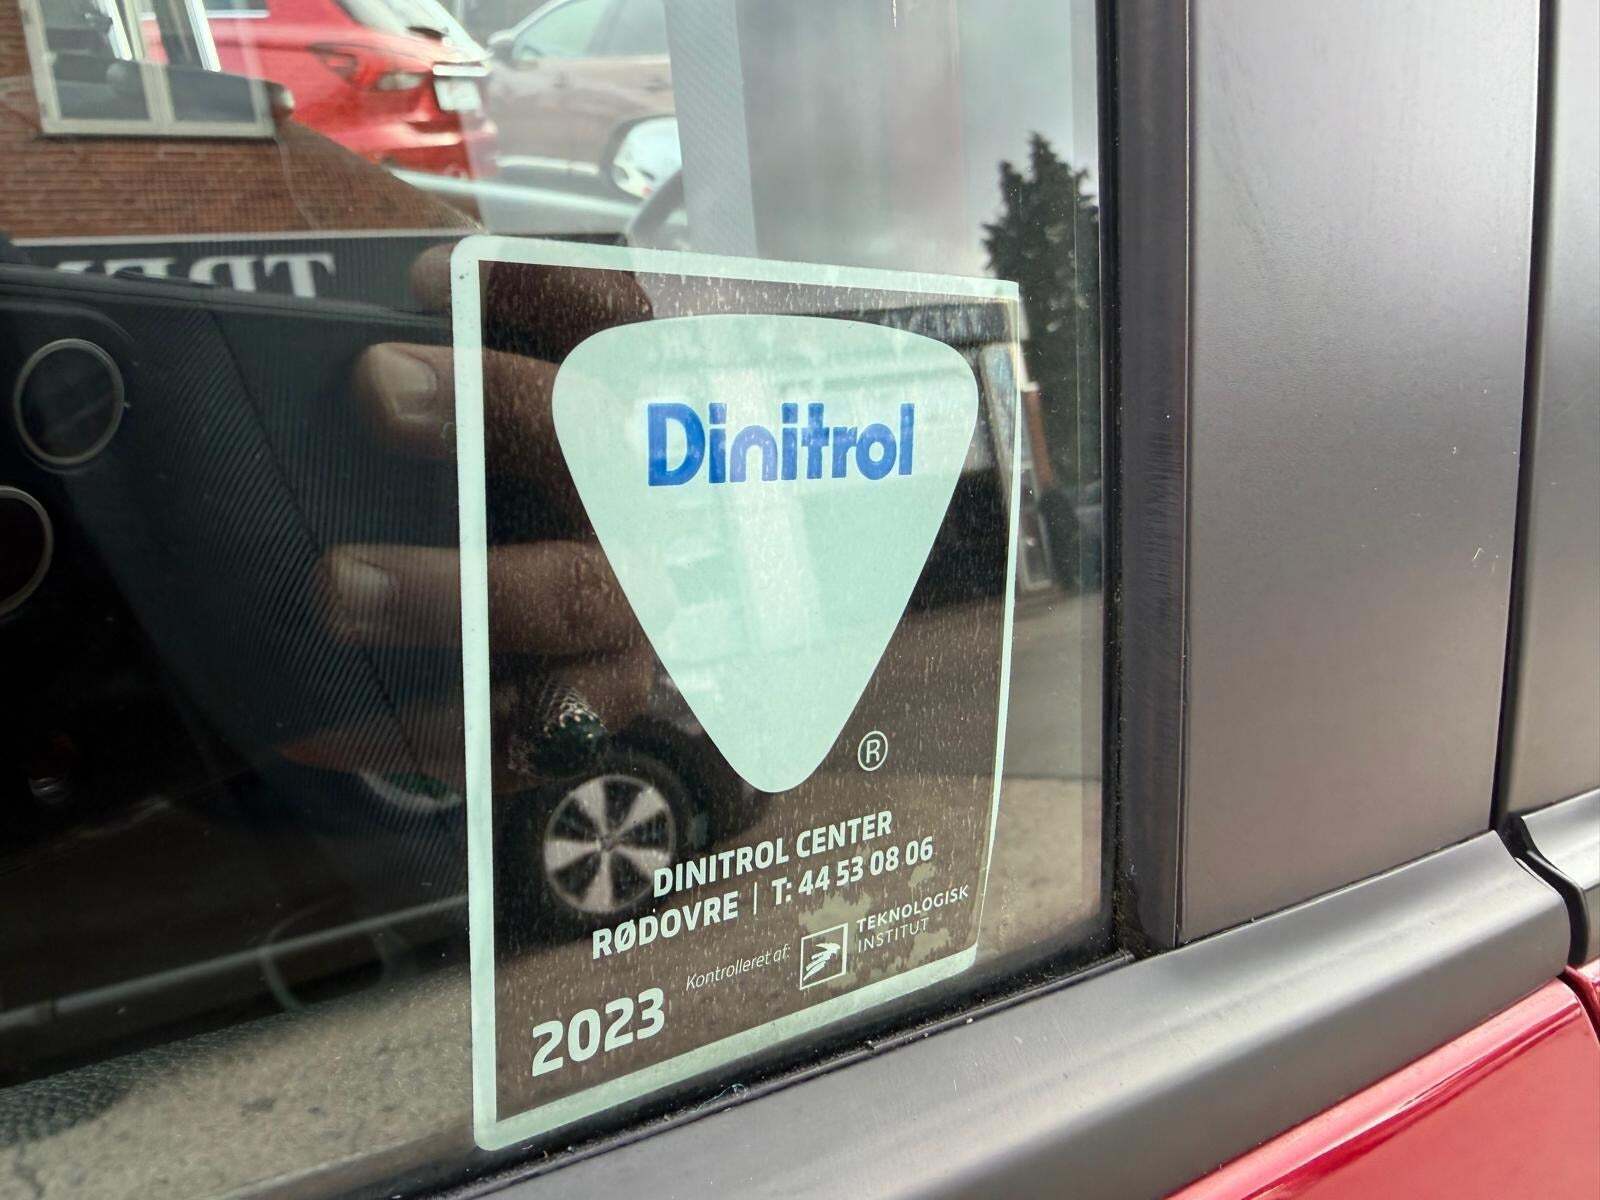 Dinitrol
®
DINITROL CENTER
RØDOVRE | T: 44 53 08 06
Kontrolleret af: TEKNOLOGISK
INSTITUT
2023